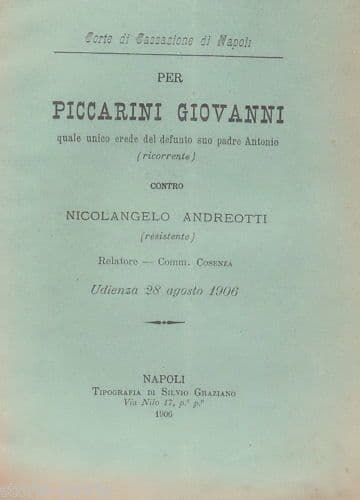 Corte di Cassazione di Napoli
PER
PICCARINI GIOVANNI
quale unico erede del defunto suo padre Antonio
(ricorrente)
CONTRO
NICOLANGELO ANDREOTTI
(resistente)
Relatore — Comm. COSENZA
Udienza 28 agosto 1906
NAPOLI
TIPOGRAFIA DI SILVIO GRAZIANO
Via Nilo 17, p.º p.º
1906